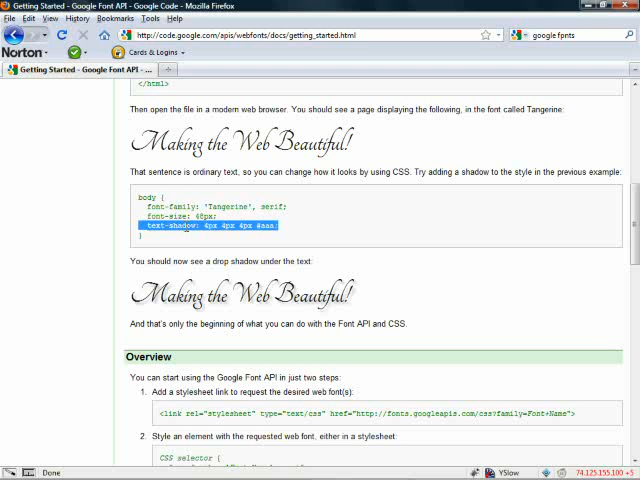 Getting Started - Google Font API - Google Code - Mozilla Firefox
File Edit View History Bookmarks Tools Help
http://code.google.com/apis/webfonts/docs/getting_started.html
google fpnts
Norton
Cards & Logins
Getting Started - Google Font API - ...
</html>
Then open the file in a modern web browser. You should see a page displaying the following, in the font called Tangerine:
Making the Web Beautiful!
That sentence is ordinary text, so you can change how it looks by using CSS. Try adding a shadow to the style in the previous example:
body {
font-family: 'Tangerine', serif;
font-size: 48px;
text-shadow: 4px 4px 4px #aaa;
}
You should now see a drop shadow under the text:
Making the Web Beautiful!
And that's only the beginning of what you can do with the Font API and CSS.
Overview
You can start using the Google Font API in just two steps:
1. Add a stylesheet link to request the desired web font(s):
<link rel="stylesheet" type="text/css" href="http://fonts.googleapis.com/css?family=Font+Name">
2. Style an element with the requested web font, either in a stylesheet:
CSS selector {
Done
YSlow
74.125.155.100 +5